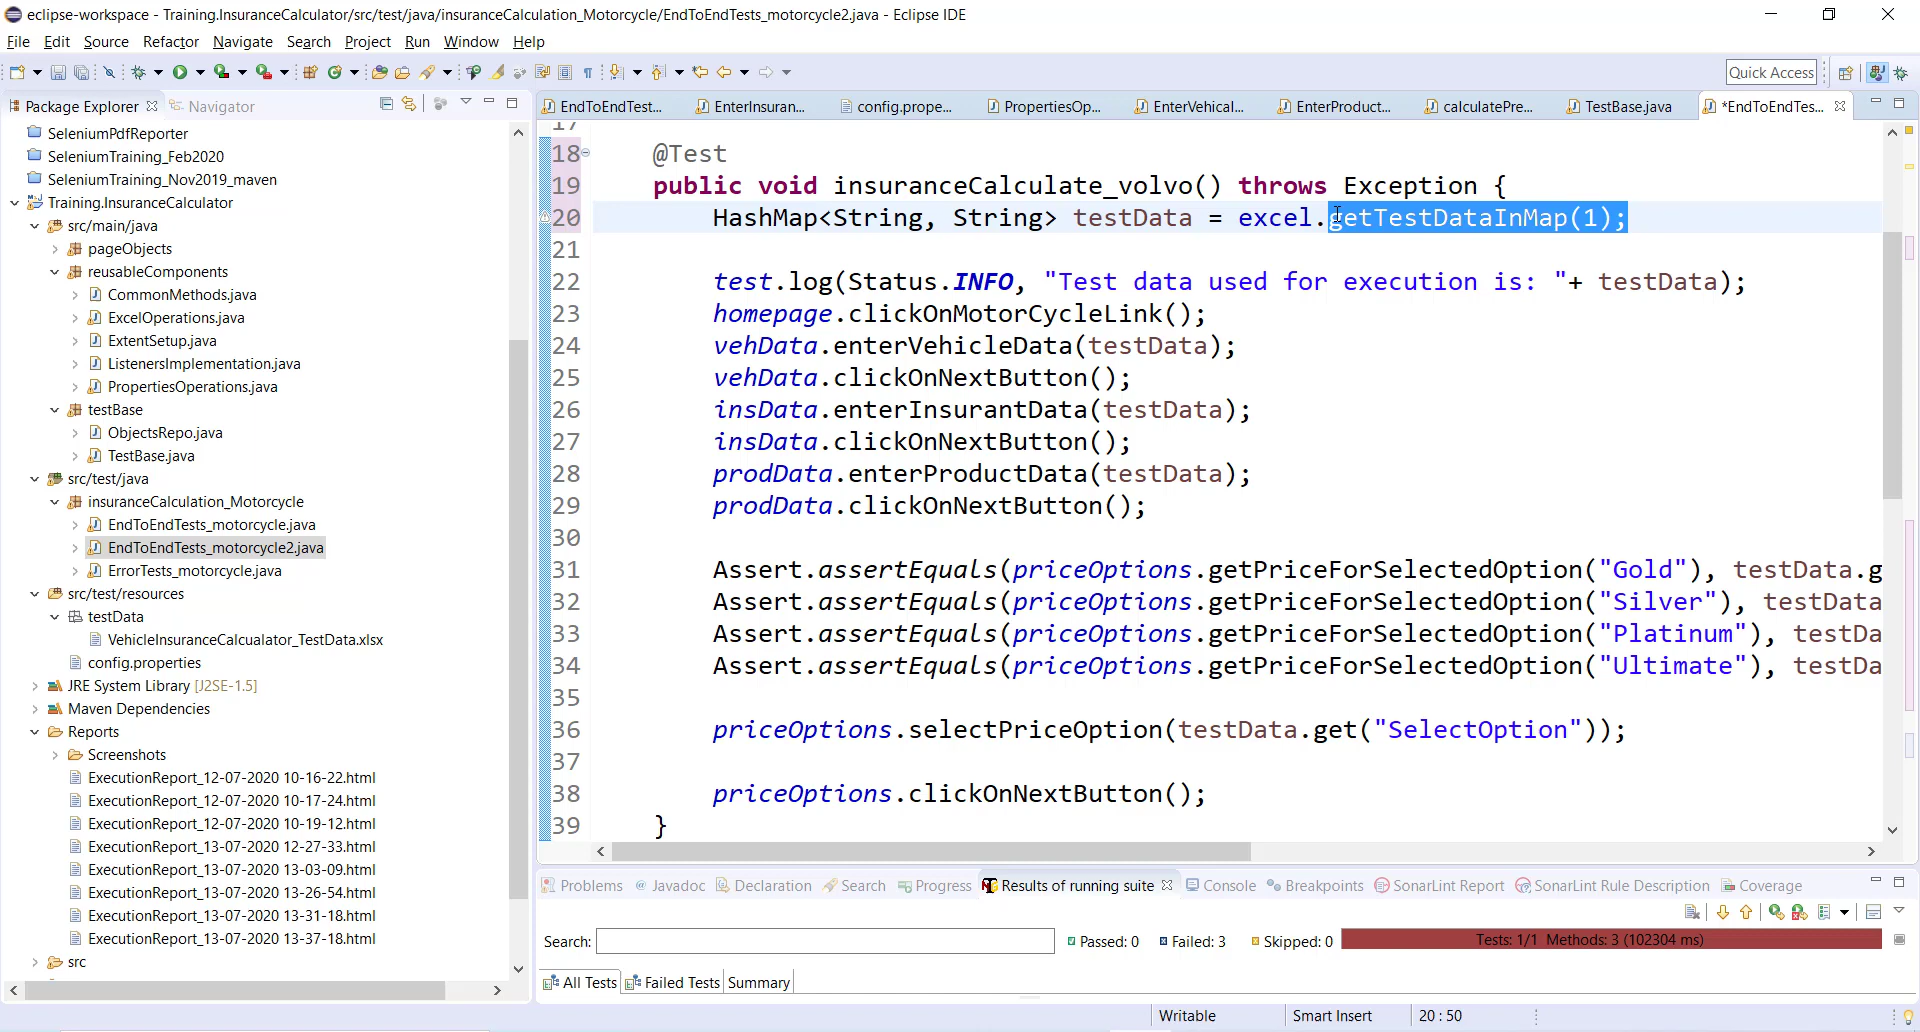 eclipse-workspace - Training.InsuranceCalculator/src/test/java/insuranceCalculation_Motorcycle/EndToEndTests_motorcycle2.java - Eclipse IDE
File Edit Source Refactor Navigate Search Project Run Window Help
Quick Access
Package Explorer Navigator
SeleniumPdfReporter
SeleniumTraining_Feb2020
SeleniumTraining_Nov2019_maven
Training.InsuranceCalculator
src/main/java
pageObjects
reusableComponents
CommonMethods.java
ExcelOperations.java
ExtentSetup.java
ListenersImplementation.java
PropertiesOperations.java
testBase
ObjectsRepo.java
TestBase.java
src/test/java
insuranceCalculation_Motorcycle
EndToEndTests_motorcycle.java
EndToEndTests_motorcycle2.java
ErrorTests_motorcycle.java
src/test/resources
testData
VehicleInsuranceCalcualator_TestData.xlsx
config.properties
JRE System Library [J2SE-1.5]
Maven Dependencies
Reports
Screenshots
ExecutionReport_12-07-2020 10-16-22.html
ExecutionReport_12-07-2020 10-17-24.html
ExecutionReport_12-07-2020 10-19-12.html
ExecutionReport_13-07-2020 12-27-33.html
ExecutionReport_13-07-2020 13-03-09.html
ExecutionReport_13-07-2020 13-26-54.html
ExecutionReport_13-07-2020 13-31-18.html
ExecutionReport_13-07-2020 13-37-18.html
src
EndToEndTest... EnterInsuran... config.prope... PropertiesOp... EnterVehical... EnterProduct... calculatePre... TestBase.java *EndToEndTes...
17
18 @Test
19 public void insuranceCalculate_volvo() throws Exception {
20 HashMap<String, String> testData = excel.getTestDataInMap(1);
21
22 test.log(Status.INFO, "Test data used for execution is: "+ testData);
23 homepage.clickOnMotorCycleLink();
24 vehData.enterVehicleData(testData);
25 vehData.clickOnNextButton();
26 insData.enterInsurantData(testData);
27 insData.clickOnNextButton();
28 prodData.enterProductData(testData);
29 prodData.clickOnNextButton();
30
31 Assert.assertEquals(priceOptions.getPriceForSelectedOption("Gold"), testData.g
32 Assert.assertEquals(priceOptions.getPriceForSelectedOption("Silver"), testData
33 Assert.assertEquals(priceOptions.getPriceForSelectedOption("Platinum"), testDa
34 Assert.assertEquals(priceOptions.getPriceForSelectedOption("Ultimate"), testDa
35
36 priceOptions.selectPriceOption(testData.get("SelectOption"));
37
38 priceOptions.clickOnNextButton();
39 }
Problems Javadoc Declaration Search Progress Results of running suite Console Breakpoints SonarLint Report SonarLint Rule Description Coverage
Search: Passed: 0 Failed: 3 Skipped: 0 Tests: 1/1 Methods: 3 (102304 ms)
All Tests Failed Tests Summary
Writable Smart Insert 20 : 50